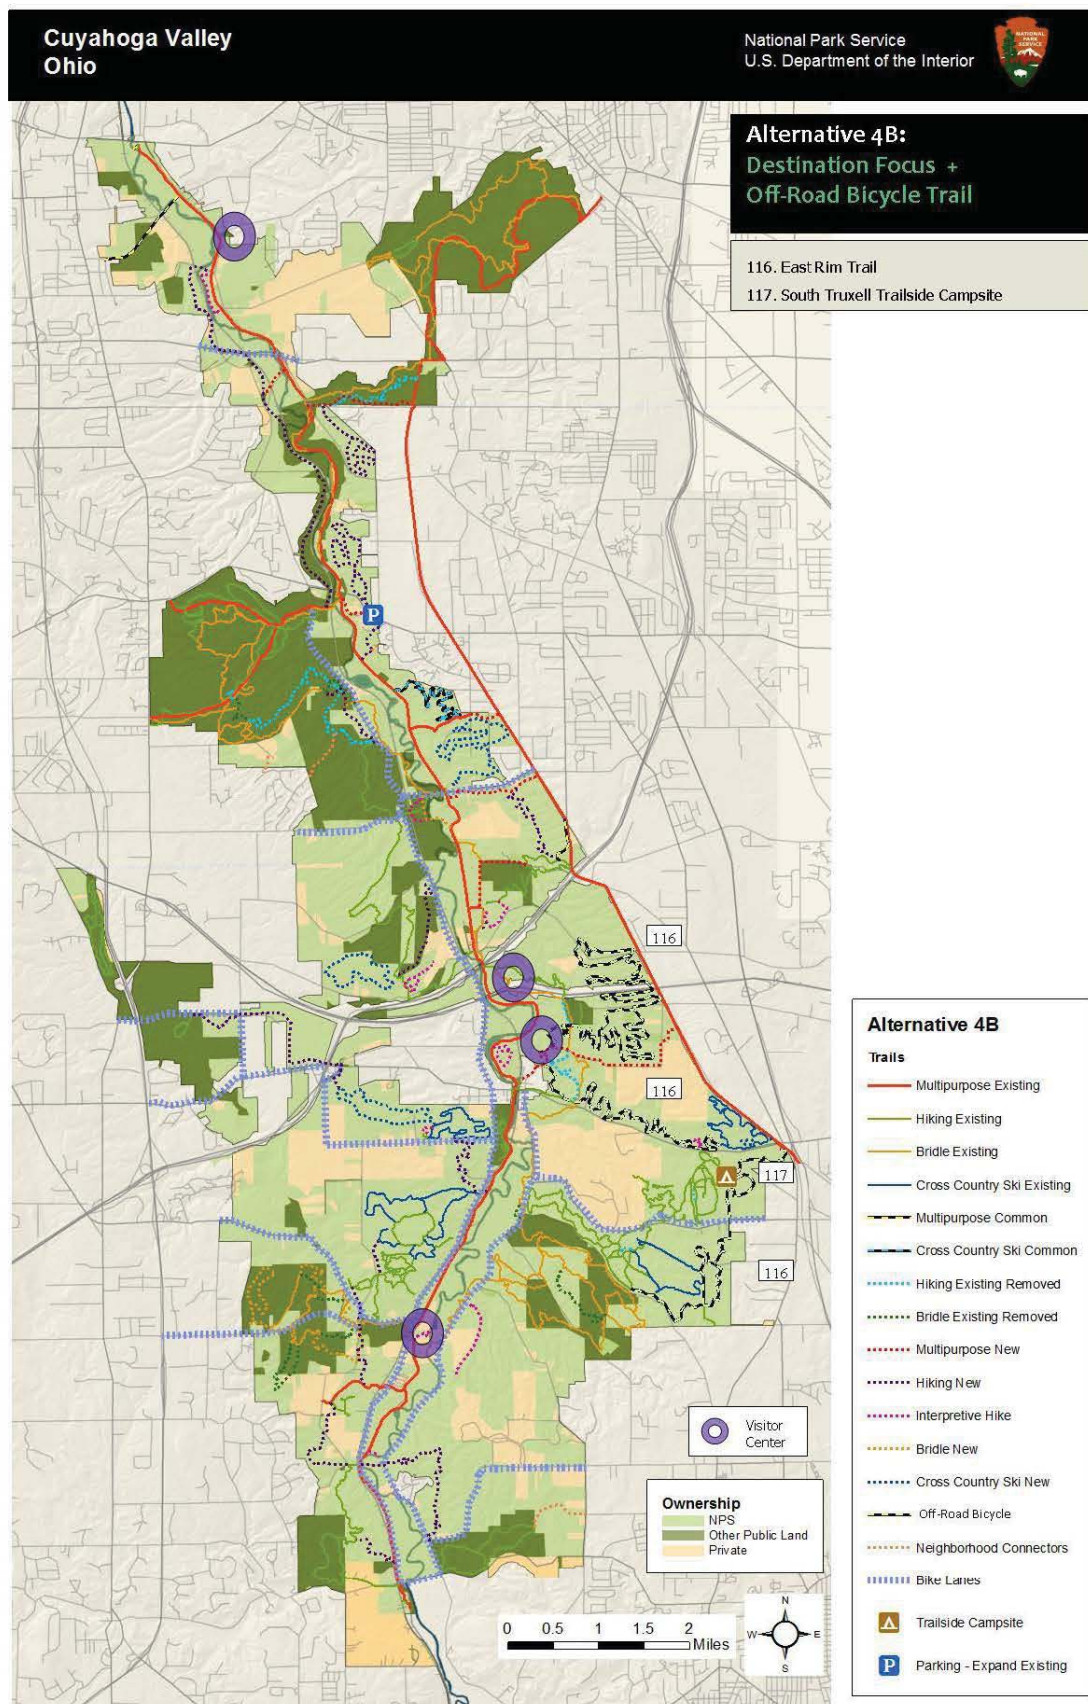 Cuyahoga Valley
Ohio
National Park Service
U.S. Department of the Interior
NATIONAL
PARK
SERVICE
Alternative 4B:
Destination Focus +
Off-Road Bicycle Trail
116. East Rim Trail
117. South Truxell Trailside Campsite
P
116
116
117
116
Visitor
Center
Ownership
NPS
Other Public Land
Private
0 0.5 1 1.5 2
Miles
N
W E
S
Alternative 4B
Trails
Multipurpose Existing
Hiking Existing
Bridle Existing
Cross Country Ski Existing
Multipurpose Common
Cross Country Ski Common
Hiking Existing Removed
Bridle Existing Removed
Multipurpose New
Hiking New
Interpretive Hike
Bridle New
Cross Country Ski New
Off-Road Bicycle
Neighborhood Connectors
Bike Lanes
Trailside Campsite
P Parking - Expand Existing